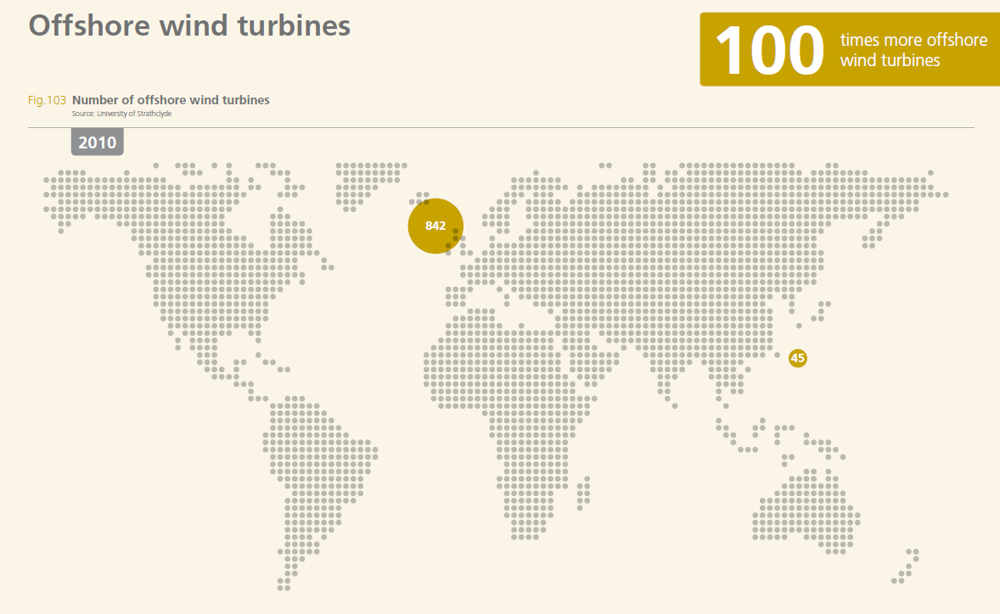 Offshore wind turbines
100
times more offshore
wind turbines
Fig.103 Number of offshore wind turbines
Source: University of Strathclyde
2010
842
45